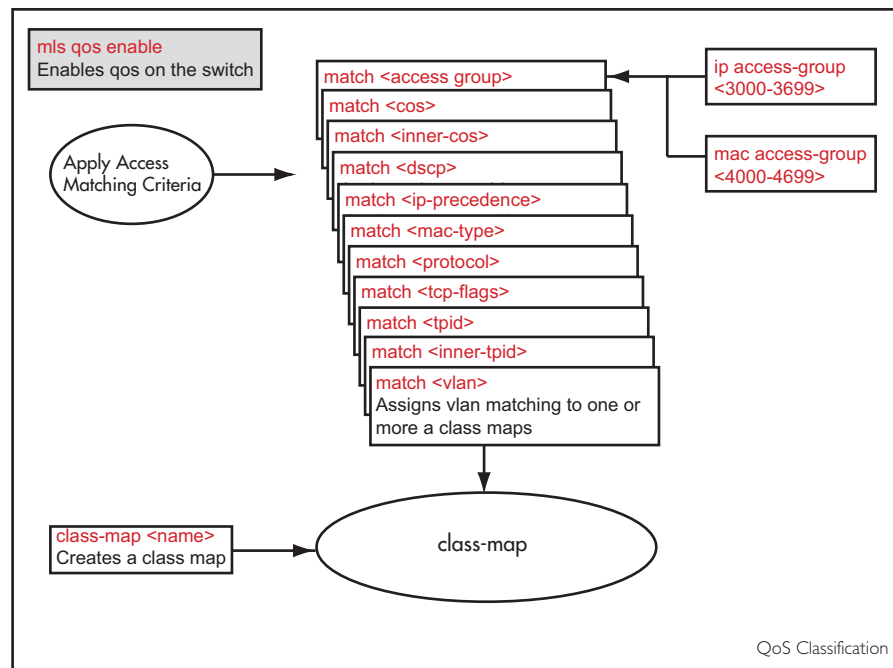 mls qos enable
Enables qos on the switch
match <access group>
ip access-group
<3000-3699>
match <cos>
match <inner-cos>
mac access-group
<4000-4699>
Apply Access
Matching Criteria
match <dscp>
match <ip-precedence>
match <mac-type>
match <protocol>
match <tcp-flags>
match <tpid>
match <inner-tpid>
match <vlan>
Assigns vlan matching to one or
more a class maps
class-map <name>
Creates a class map
class-map
QoS Classification